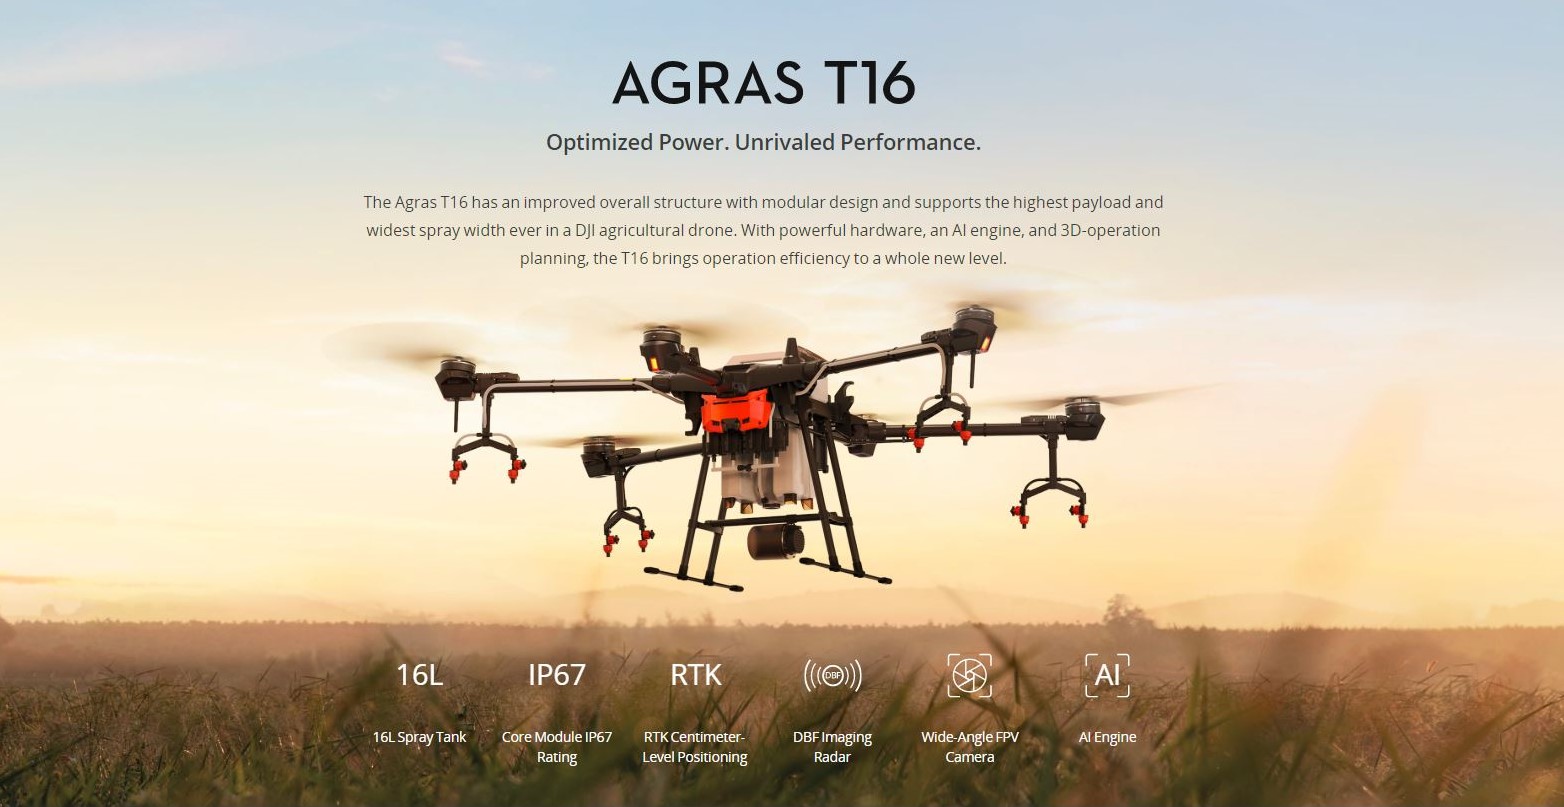 AGRAS T16
Optimized Power. Unrivaled Performance.
The Agras T16 has an improved overall structure with modular design and supports the highest payload and
widest spray width ever in a DJI agricultural drone. With powerful hardware, an AI engine, and 3D-operation
planning, the T16 brings operation efficiency to a whole new level.
16L
16L Spray Tank
IP67
Core Module IP67
Rating
RTK
RTK Centimeter-
Level Positioning
DBF
DBF Imaging
Radar
Wide-Angle FPV
Camera
AI
AI Engine